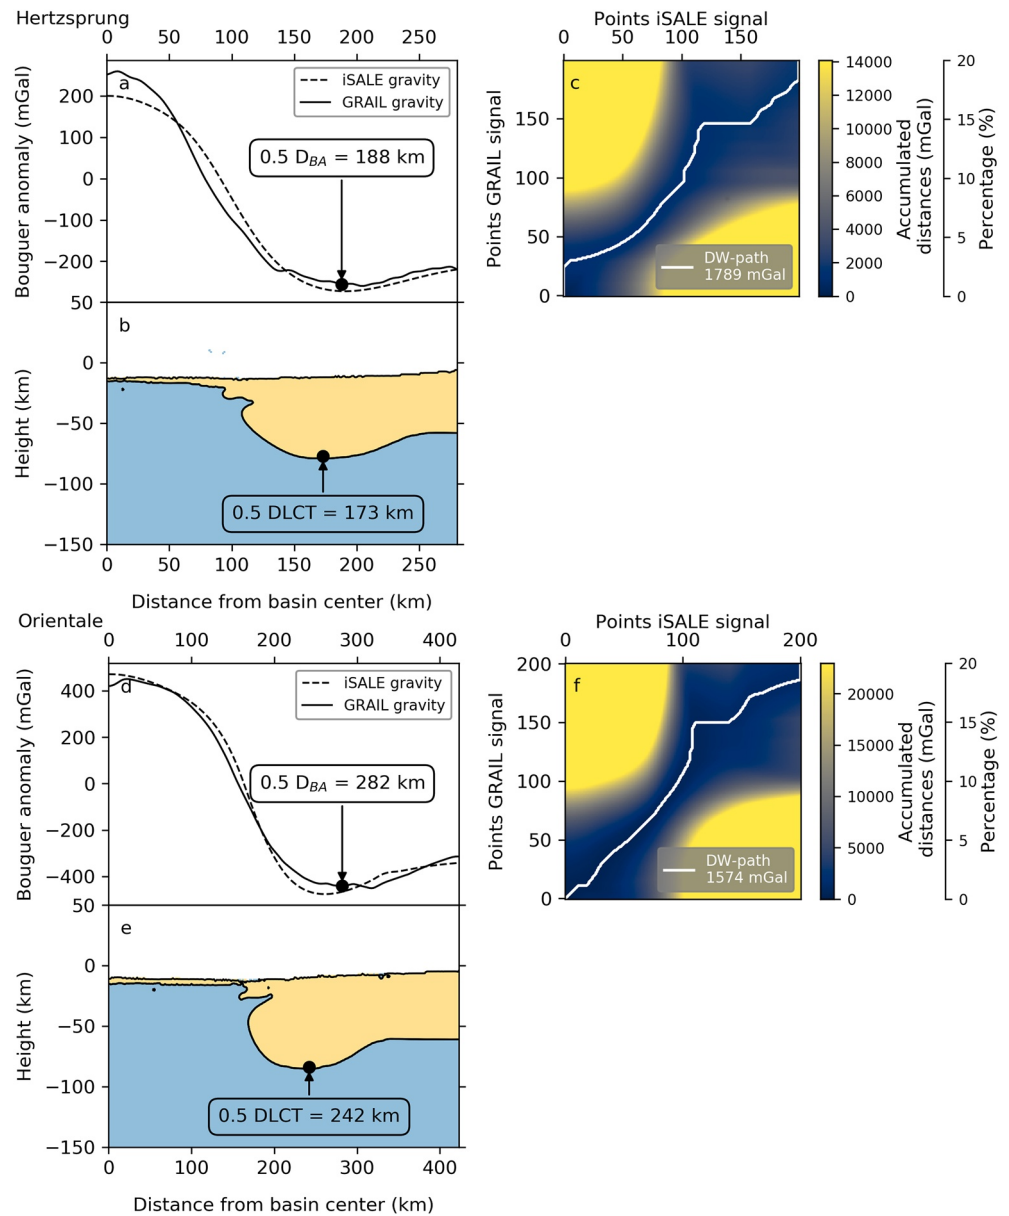 Hertzsprung
0 50 100 150 200 250
Bouguer anomaly (mGal)
200
100
0
−100
−200
a
iSALE gravity
GRAIL gravity
0.5 D_BA = 188 km
Points iSALE signal
0 50 100 150
Points GRAIL signal
150
100
50
0
c
DW-path
1789 mGal
14000
12000
10000
8000
6000
4000
2000
0
Accumulated
distances (mGal)
20
15
10
5
0
Percentage (%)
b
Height (km)
50
0
−50
−100
−150
0.5 DLCT = 173 km
0 50 100 150 200 250
Distance from basin center (km)
Orientale
0 100 200 300 400
Bouguer anomaly (mGal)
400
200
0
−200
−400
d
iSALE gravity
GRAIL gravity
0.5 D_BA = 282 km
Points iSALE signal
0 100 200
Points GRAIL signal
200
150
100
50
0
f
DW-path
1574 mGal
20000
15000
10000
5000
0
Accumulated
distances (mGal)
20
15
10
5
0
Percentage (%)
e
Height (km)
50
0
−50
−100
−150
0.5 DLCT = 242 km
0 100 200 300 400
Distance from basin center (km)